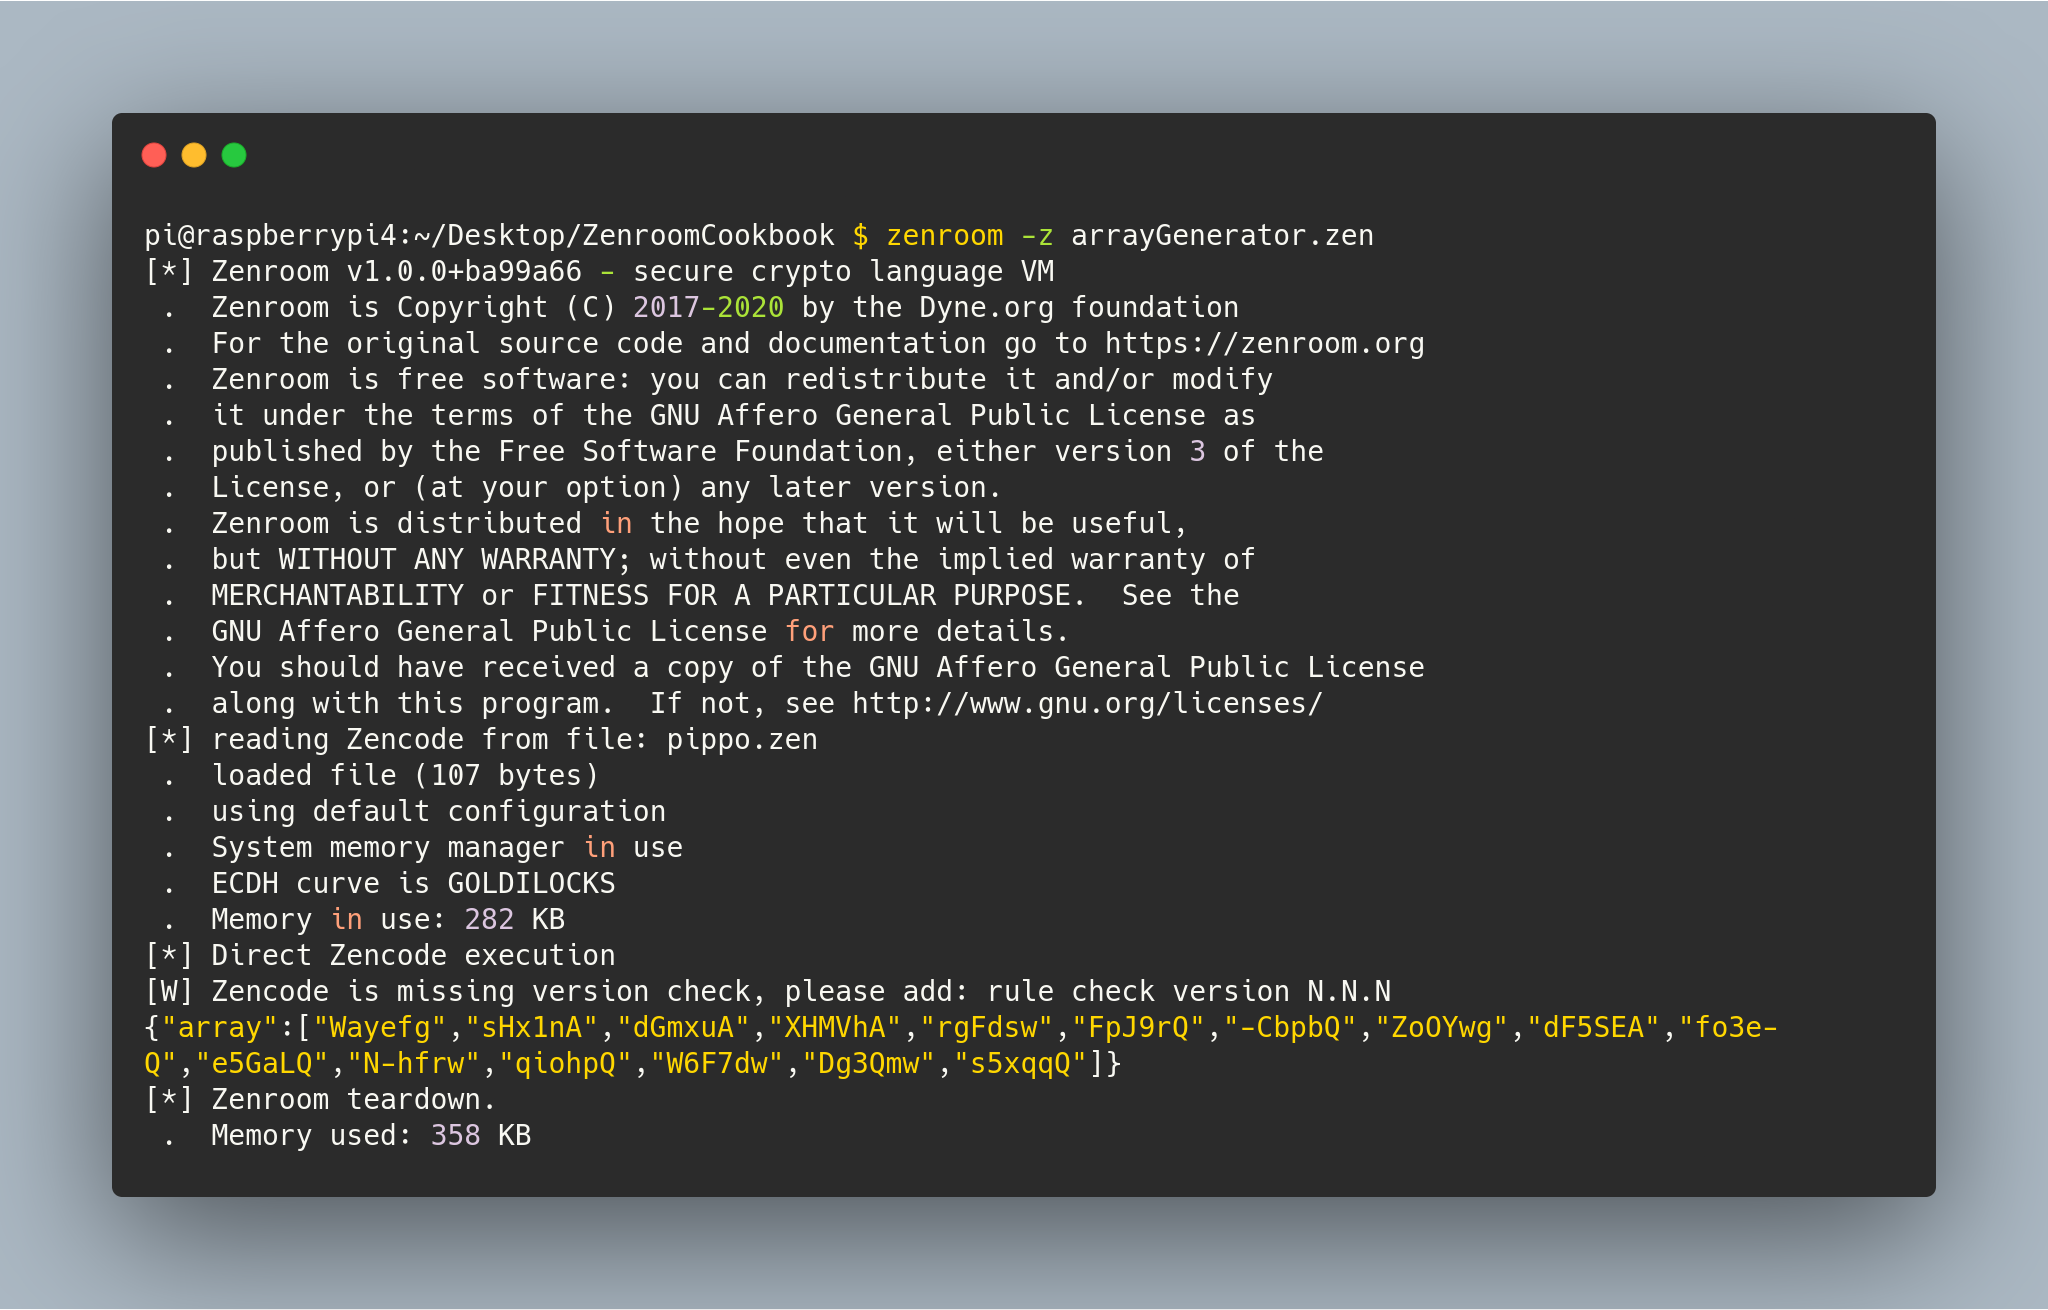 pi@raspberrypi4:~/Desktop/ZenroomCookbook $ zenroom -z arrayGenerator.zen
[*] Zenroom v1.0.0+ba99a66 - secure crypto language VM
 .  Zenroom is Copyright (C) 2017-2020 by the Dyne.org foundation
 .  For the original source code and documentation go to https://zenroom.org
 .  Zenroom is free software: you can redistribute it and/or modify
 .  it under the terms of the GNU Affero General Public License as
 .  published by the Free Software Foundation, either version 3 of the
 .  License, or (at your option) any later version.
 .  Zenroom is distributed in the hope that it will be useful,
 .  but WITHOUT ANY WARRANTY; without even the implied warranty of
 .  MERCHANTABILITY or FITNESS FOR A PARTICULAR PURPOSE.  See the
 .  GNU Affero General Public License for more details.
 .  You should have received a copy of the GNU Affero General Public License
 .  along with this program.  If not, see http://www.gnu.org/licenses/
[*] reading Zencode from file: pippo.zen
 .  loaded file (107 bytes)
 .  using default configuration
 .  System memory manager in use
 .  ECDH curve is GOLDILOCKS
 .  Memory in use: 282 KB
[*] Direct Zencode execution
[W] Zencode is missing version check, please add: rule check version N.N.N
{"array":["Wayefg","sHx1nA","dGmxuA","XHMVhA","rgFdsw","FpJ9rQ","-CbpbQ","ZoOYwg","dF5SEA","fo3e-
Q","e5GaLQ","N-hfrw","qiohpQ","W6F7dw","Dg3Qmw","s5xqqQ"]}
[*] Zenroom teardown.
 .  Memory used: 358 KB